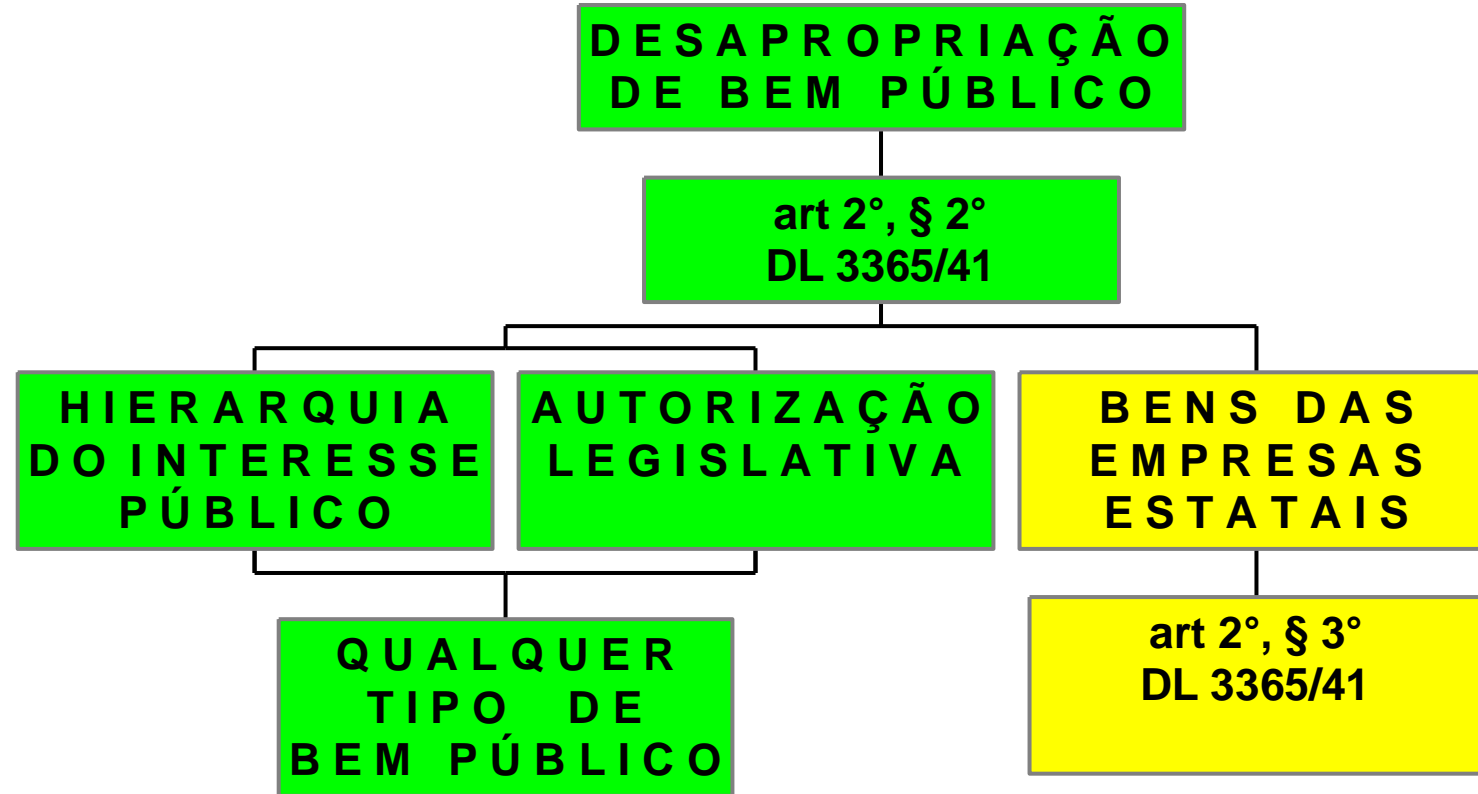 DESAPROPRIAÇÃO
DE BEM PÚBLICO
art 2°, § 2°
DL 3365/41
HIERARQUIA
DO INTERESSE
PÚBLICO
AUTORIZAÇÃO
LEGISLATIVA
BENS DAS
EMPRESAS
ESTATAIS
QUALQUER
TIPO DE
BEM PÚBLICO
art 2°, § 3°
DL 3365/41